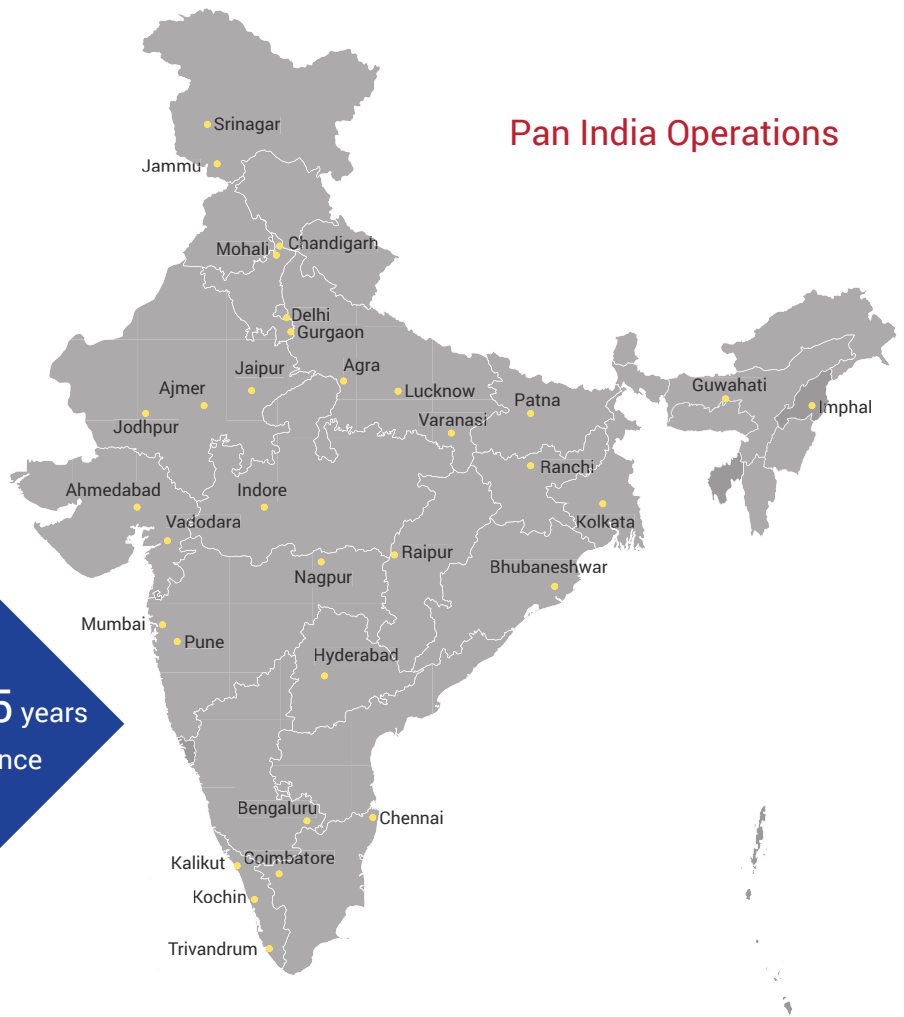 Pan India Operations
Srinagar
Jammu
Chandigarh
Mohali
Delhi
Gurgaon
Jaipur
Agra
Ajmer
Lucknow
Jodhpur
Varanasi
Patna
Guwahati
Imphal
Ranchi
Ahmedabad
Indore
Vadodara
Kolkata
Nagpur
Raipur
Bhubaneshwar
Mumbai
Pune
Hyderabad
5 years
nce
Bengaluru
Chennai
Kalikut
Coimbatore
Kochin
Trivandrum